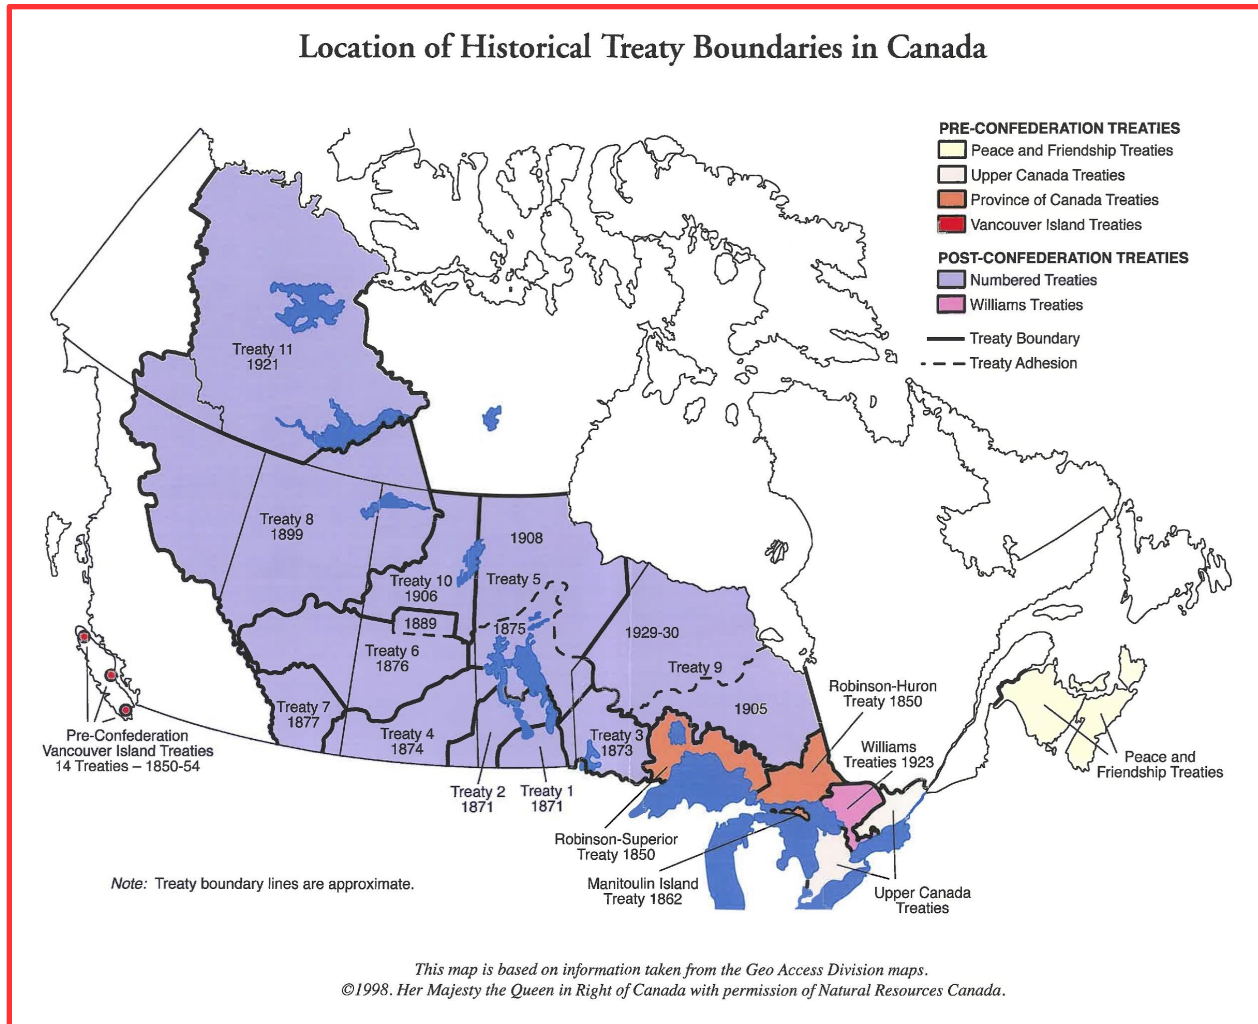 Location of Historical Treaty Boundaries in Canada
PRE-CONFEDERATION TREATIES
Peace and Friendship Treaties
Upper Canada Treaties
Province of Canada Treaties
Vancouver Island Treaties
POST-CONFEDERATION TREATIES
Numbered Treaties
Williams Treaties
Treaty Boundary
Treaty Adhesion
Treaty 11
1921
Treaty 8
1899
1908
Treaty 5
Treaty 10
1906
1889
1875
Treaty 6
1876
1929-30
Treaty 9
1905
Treaty 7
1877
Treaty 4
1874
Treaty 3
1873
Treaty 2
1871
Treaty 1
1871
Robinson-Huron
Treaty 1850
Williams
Treaties 1923
Peace and
Friendship Treaties
Pre-Confederation
Vancouver Island Treaties
14 Treaties – 1850-54
Robinson-Superior
Treaty 1850
Manitoulin Island
Treaty 1862
Upper Canada
Treaties
Note: Treaty boundary lines are approximate.
This map is based on information taken from the Geo Access Division maps.
©1998. Her Majesty the Queen in Right of Canada with permission of Natural Resources Canada.